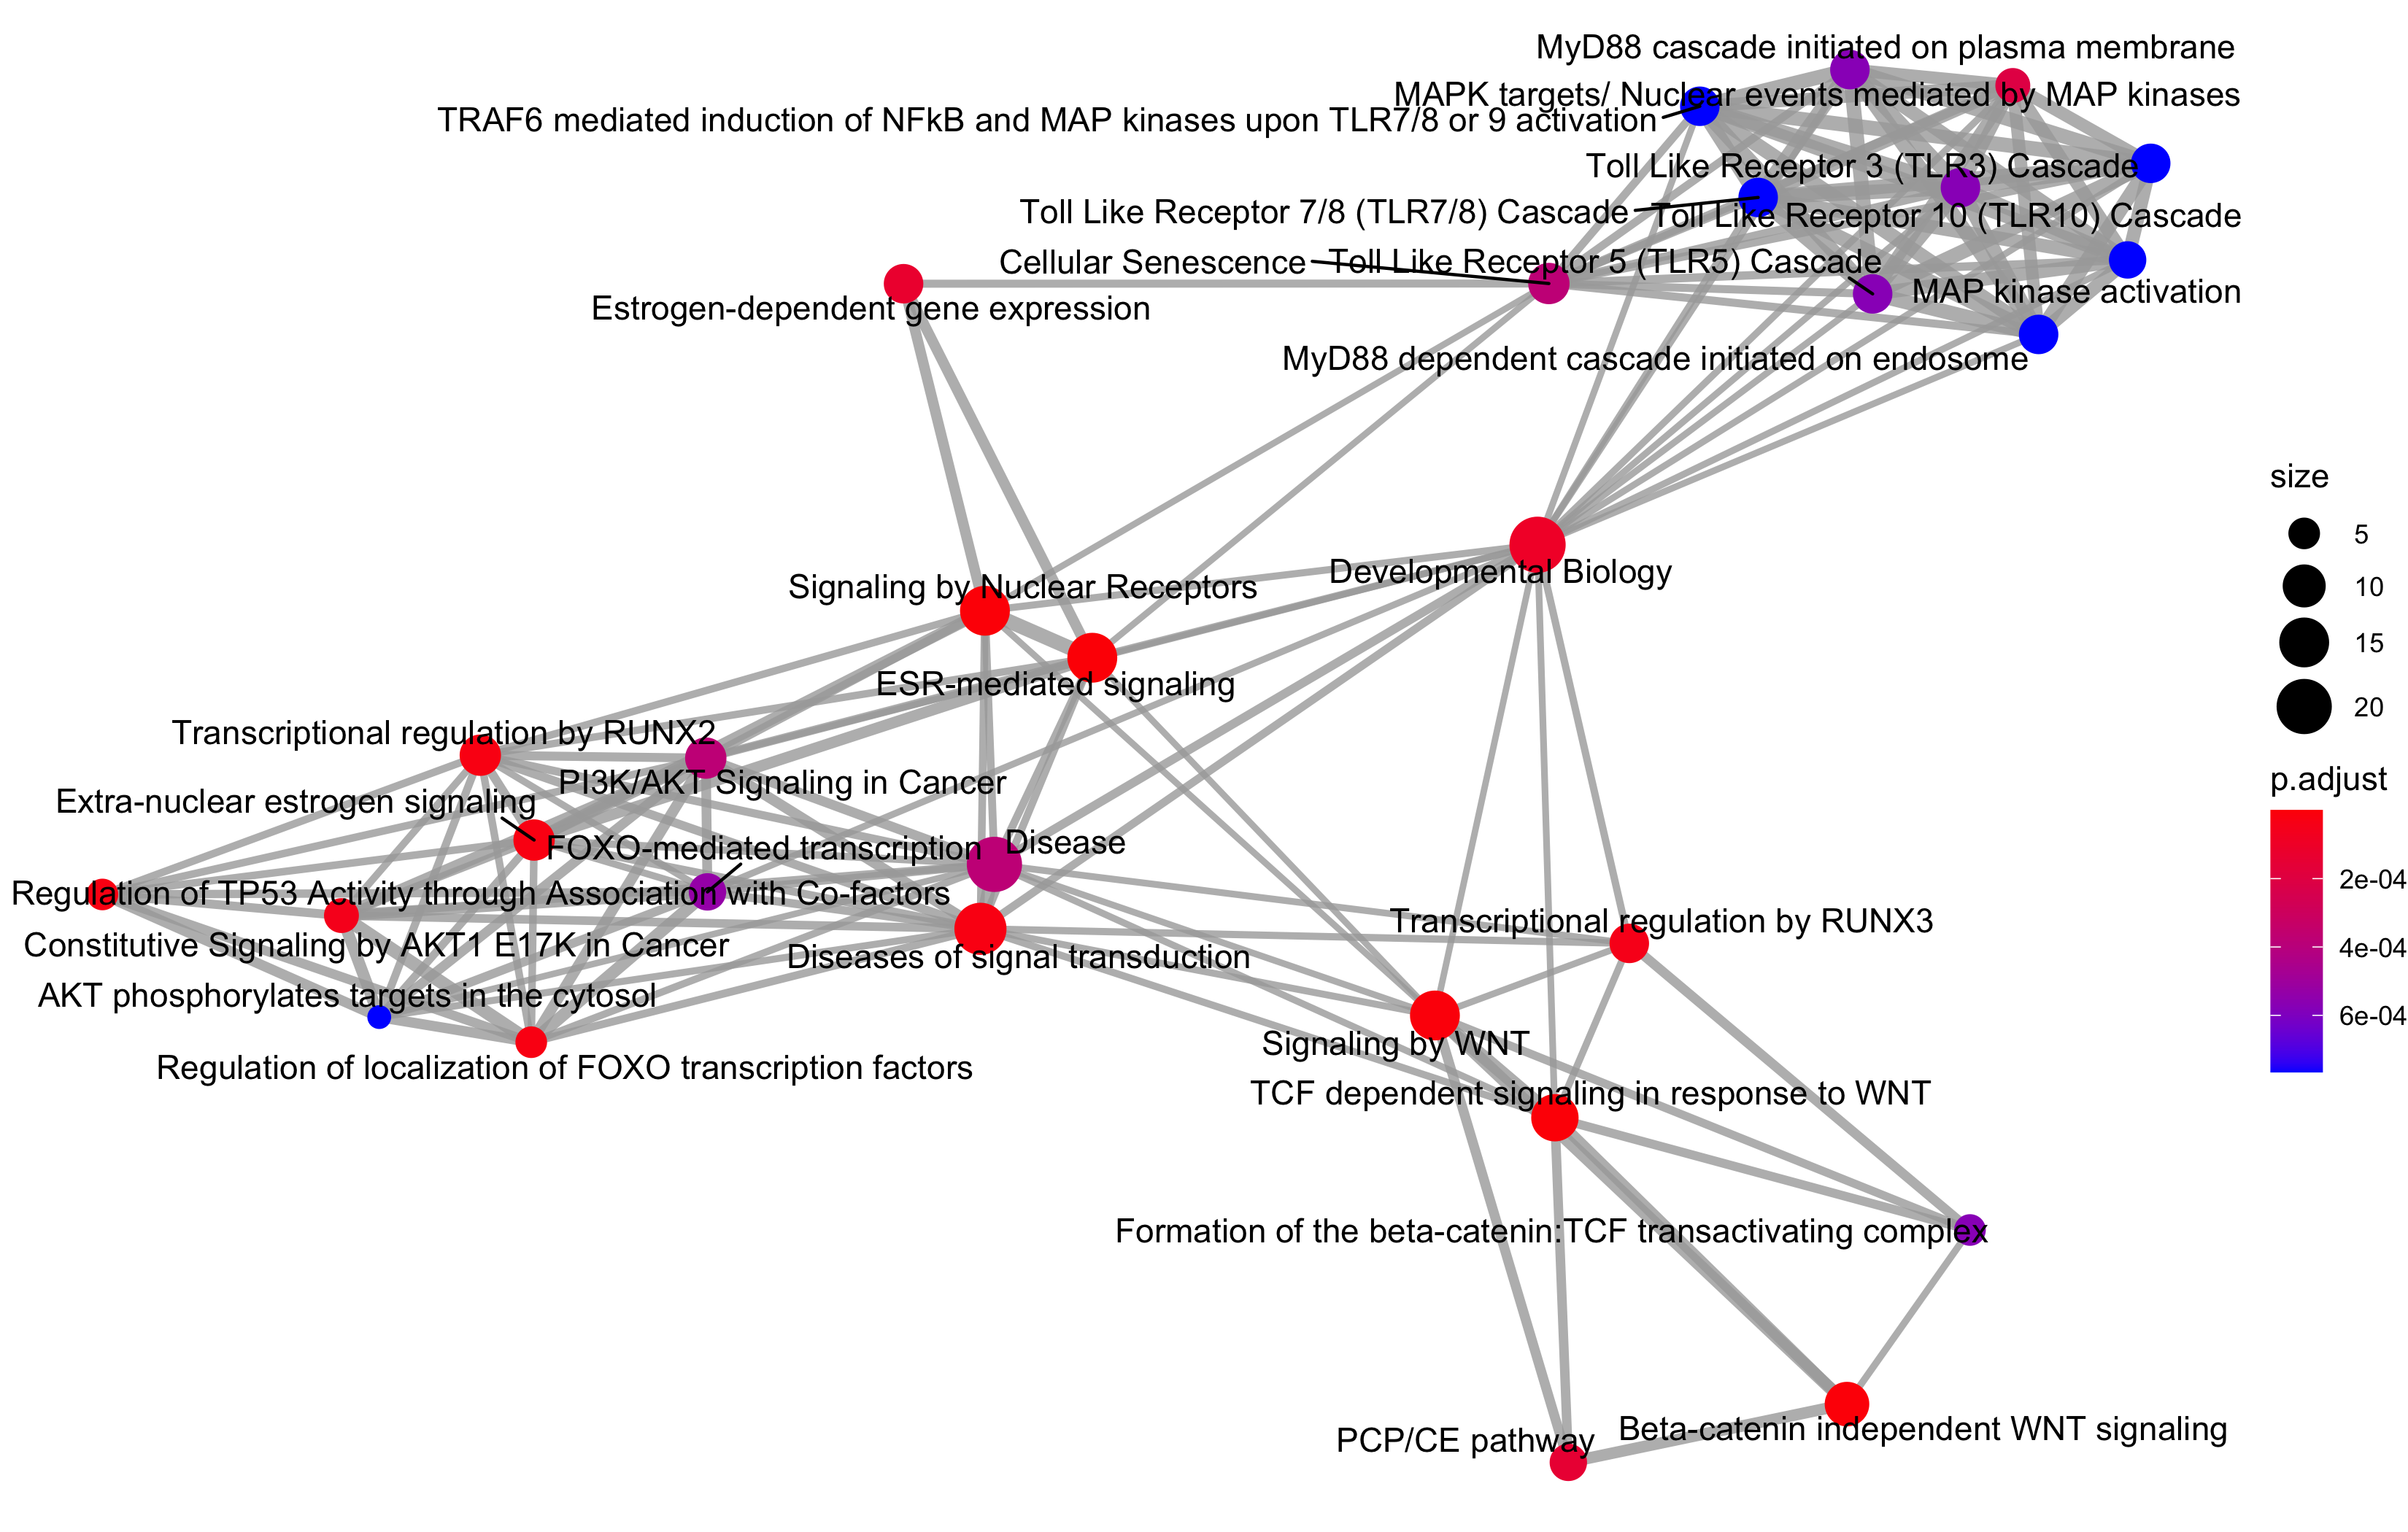 MyD88 cascade initiated on plasma membrane
MAPK targets/ Nuclear events mediated by MAP kinases
TRAF6 mediated induction of NFkB and MAP kinases upon TLR7/8 or 9 activation
Toll Like Receptor 3 (TLR3) Cascade
Toll Like Receptor 7/8 (TLR7/8) Cascade
Toll Like Receptor 10 (TLR10) Cascade
Cellular Senescence
Toll Like Receptor 5 (TLR5) Cascade
MAP kinase activation
Estrogen-dependent gene expression
MyD88 dependent cascade initiated on endosome
Developmental Biology
Signaling by Nuclear Receptors
ESR-mediated signaling
Transcriptional regulation by RUNX2
PI3K/AKT Signaling in Cancer
Extra-nuclear estrogen signaling
FOXO-mediated transcription
Disease
Regulation of TP53 Activity through Association with Co-factors
Constitutive Signaling by AKT1 E17K in Cancer
Diseases of signal transduction
Transcriptional regulation by RUNX3
AKT phosphorylates targets in the cytosol
Signaling by WNT
Regulation of localization of FOXO transcription factors
TCF dependent signaling in response to WNT
Formation of the beta-catenin:TCF transactivating complex
Beta-catenin independent WNT signaling
PCP/CE pathway
size
5
10
15
20
p.adjust
2e-04
4e-04
6e-04